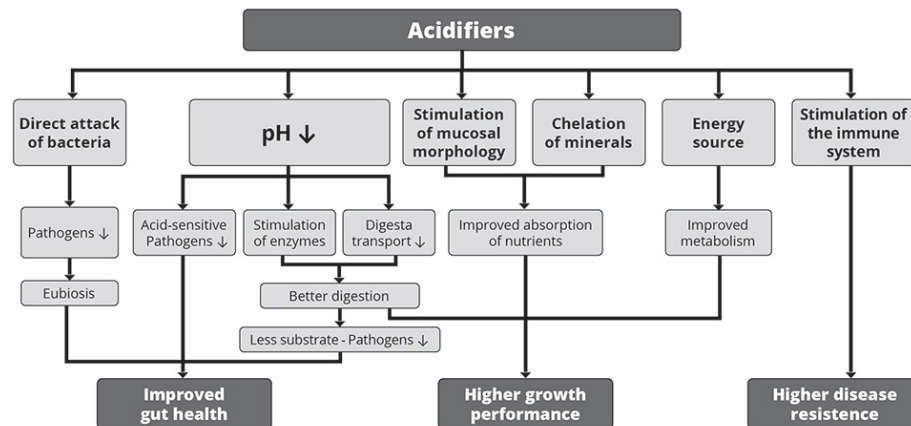 Acidifiers
Direct attack
of bacteria
pH ↓
Stimulation
of mucosal
morphology
Chelation
of minerals
Energy
source
Stimulation of
the immune
system
Pathogens ↓
Acid-sensitive
Pathogens ↓
Stimulation
of enzymes
Digesta
transport ↓
Improved absorption
of nutrients
Improved
metabolism
Eubiosis
Better digestion
Less substrate - Pathogens ↓
Improved
gut health
Higher growth
performance
Higher disease
resistence